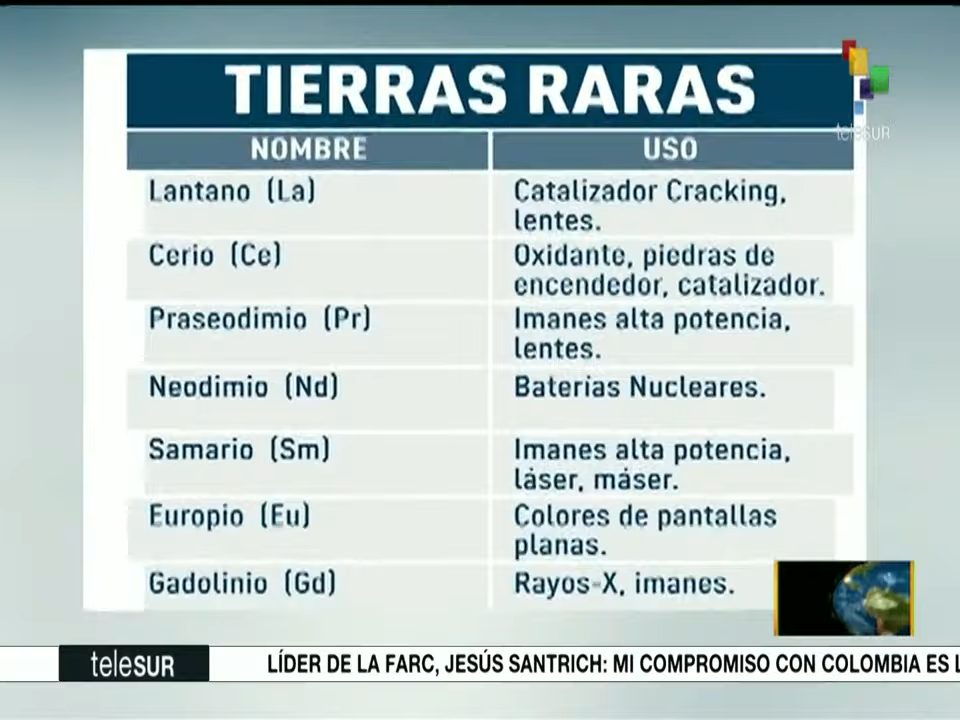 TIERRAS RARAS
NOMBRE USO
Lantano (La) Catalizador Cracking,
lentes.
Cerio (Ce) Oxidante, piedras de
encendedor, catalizador.
Praseodimio (Pr) Imanes alta potencia,
lentes.
Neodimio (Nd) Baterías Nucleares.
Samario (Sm) Imanes alta potencia,
láser, máser.
Europio (Eu) Colores de pantallas
planas.
Gadolinio (Gd) Rayos-X, imanes.
teleSUR
teleSUR LÍDER DE LA FARC, JESÚS SANTRICH: MI COMPROMISO CON COLOMBIA ES